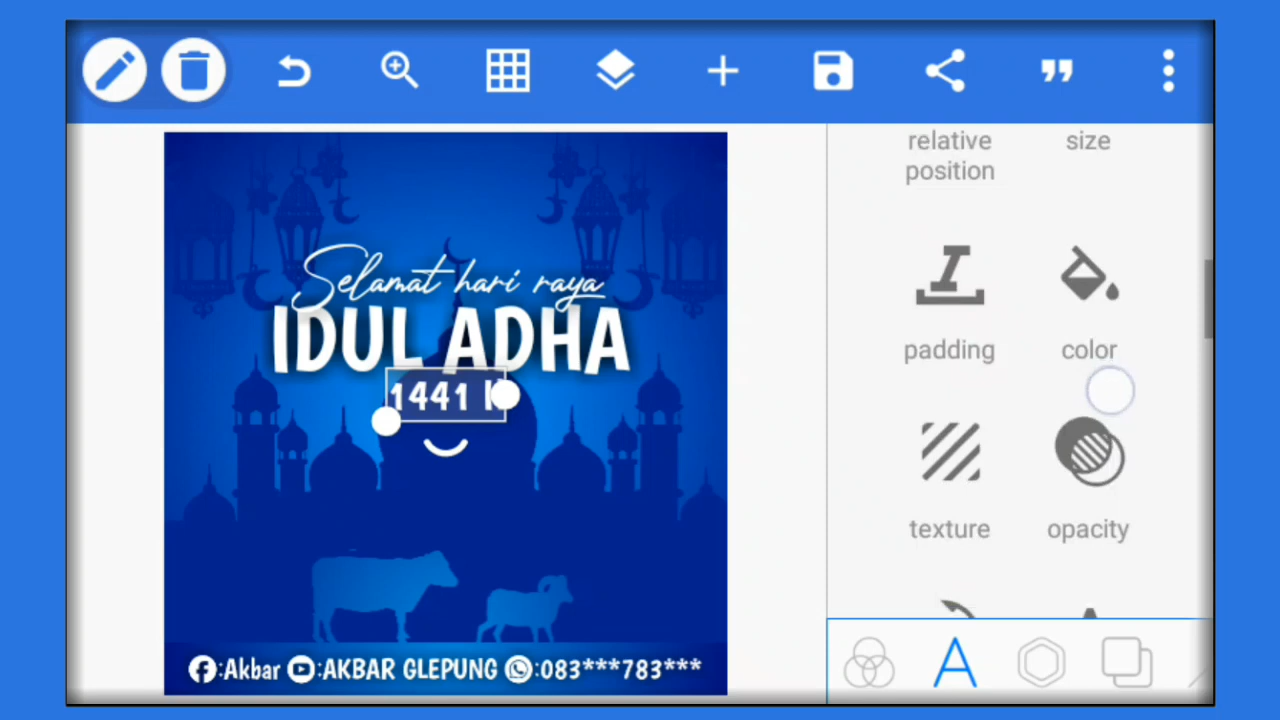 relative
position
size
Selamat hari raya
IDUL ADHA
1441 H
padding
color
texture
opacity
:Akbar :AKBAR GLEPUNG :083***783***